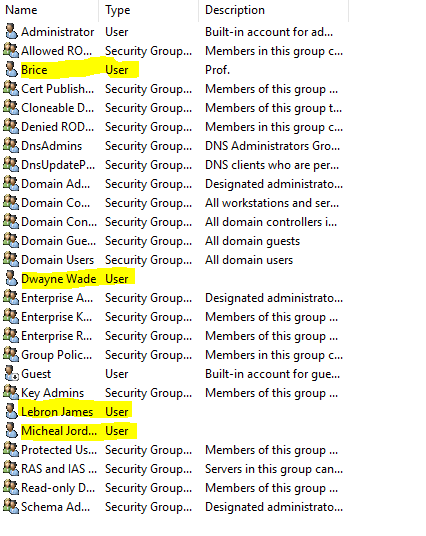 Name Type Description
Administrator User Built-in account for ad...
Allowed RO... Security Group... Members in this group c...
Brice User Prof.
Cert Publish... Security Group... Members of this group ...
Cloneable D... Security Group... Members of this group t...
Denied ROD... Security Group... Members in this group c...
DnsAdmins Security Group... DNS Administrators Gro...
DnsUpdateP... Security Group... DNS clients who are per...
Domain Ad... Security Group... Designated administrato...
Domain Co... Security Group... All workstations and ser...
Domain Con... Security Group... All domain controllers i...
Domain Gue... Security Group... All domain guests
Domain Users Security Group... All domain users
Dwayne Wade User
Enterprise A... Security Group... Designated administrato...
Enterprise K... Security Group... Members of this group ...
Enterprise R... Security Group... Members of this group ...
Group Polic... Security Group... Members in this group c...
Guest User Built-in account for gue...
Key Admins Security Group... Members of this group ...
Lebron James User
Micheal Jord... User
Protected Us... Security Group... Members of this group ...
RAS and IAS ... Security Group... Servers in this group can...
Read-only D... Security Group... Members of this group ...
Schema Ad... Security Group... Designated administrato...